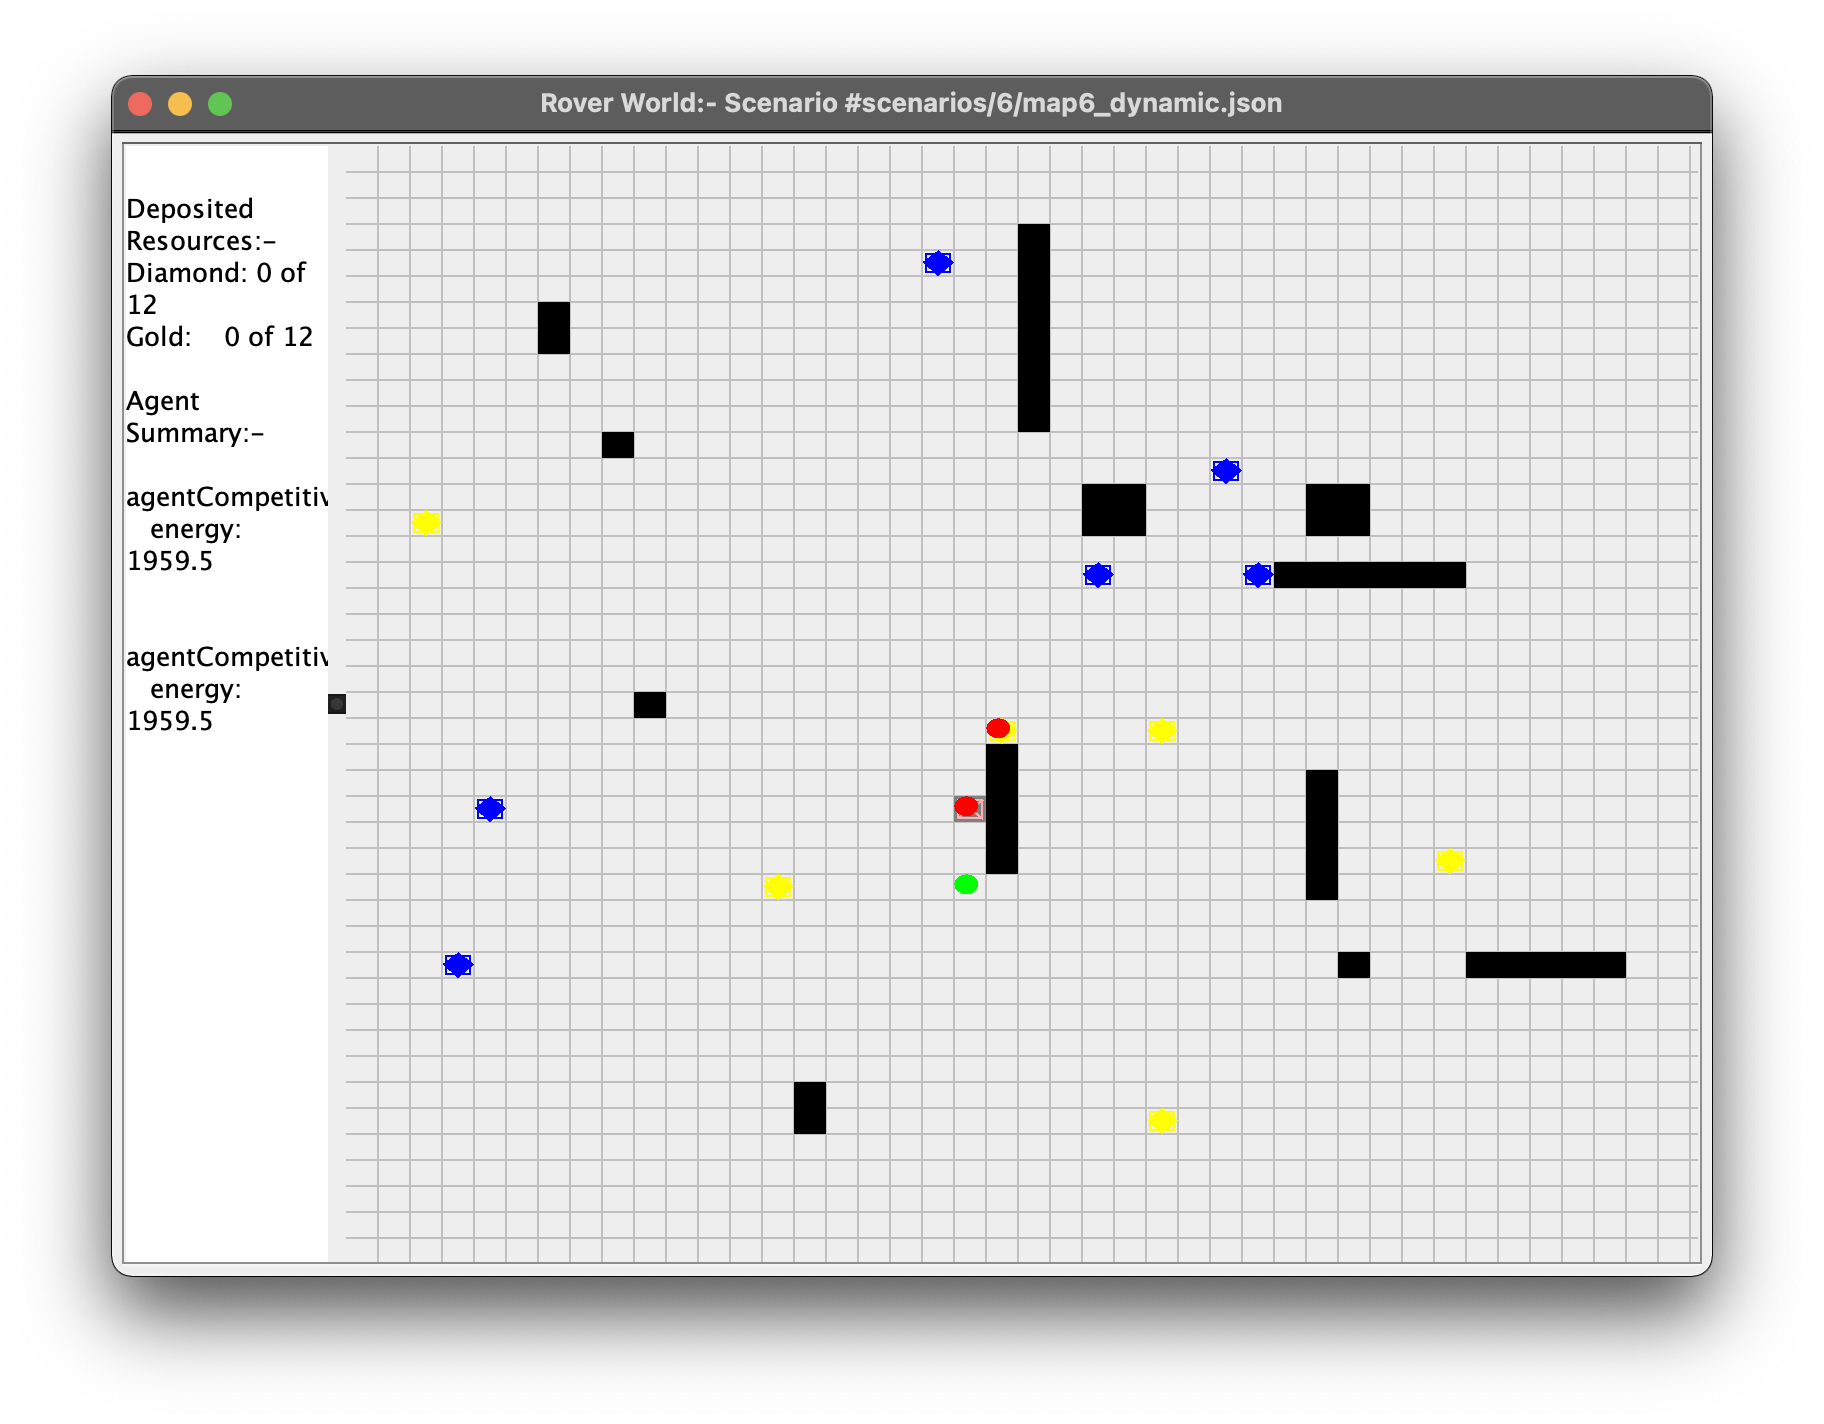 Rover World:- Scenario #scenarios/6/map6_dynamic.json
Deposited
Resources:-
Diamond: 0 of
12
Gold: 0 of 12
Agent
Summary:-
agentCompetitiv
energy:
1959.5
agentCompetitiv
energy:
1959.5